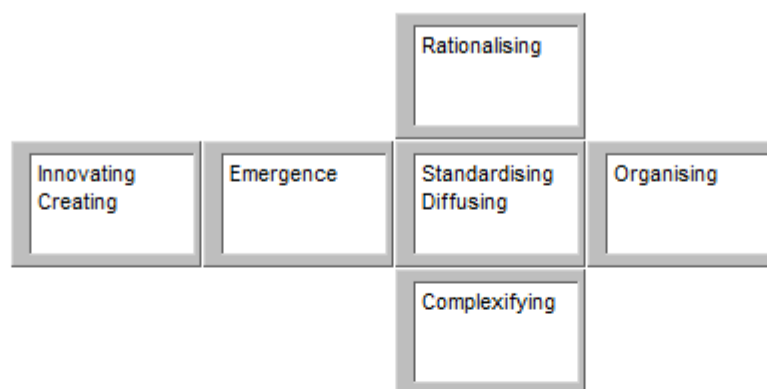 Rationalising
Innovating
Creating
Emergence
Standardising
Diffusing
Organising
Complexifying